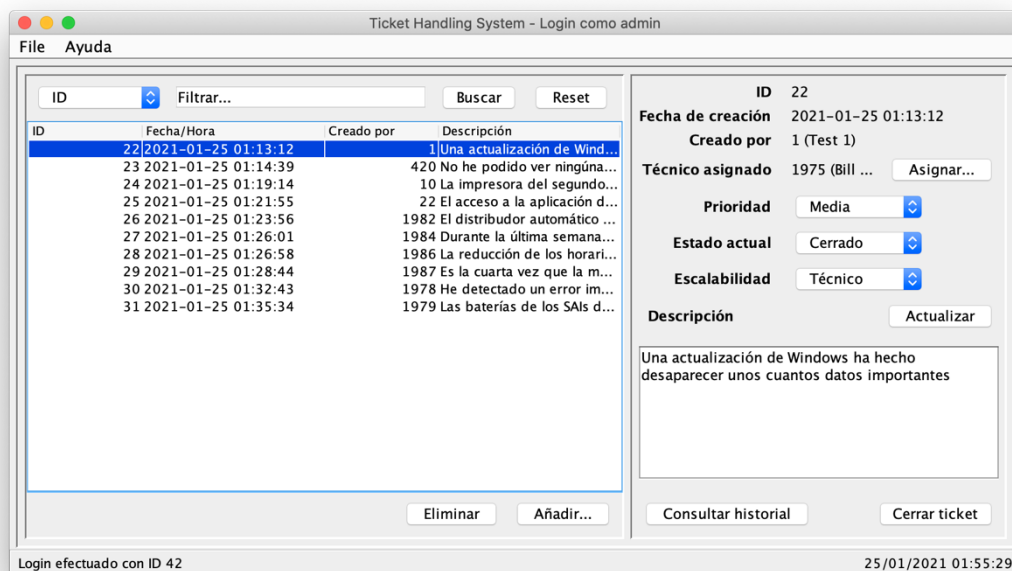 Ticket Handling System - Login como admin
File Ayuda
ID Filtrar... Buscar Reset
ID Fecha/Hora Creado por Descripción
22 2021-01-25 01:13:12 1 Una actualización de Wind...
23 2021-01-25 01:14:39 420 No he podido ver ningúna...
24 2021-01-25 01:19:14 10 La impresora del segundo...
25 2021-01-25 01:21:55 22 El acceso a la aplicación d...
26 2021-01-25 01:23:56 1982 El distribudor automático ...
27 2021-01-25 01:26:01 1984 Durante la última semana...
28 2021-01-25 01:26:58 1986 La reducción de los horari...
29 2021-01-25 01:28:44 1987 Es la cuarta vez que la m...
30 2021-01-25 01:32:43 1978 He detectado un error im...
31 2021-01-25 01:35:34 1979 Las baterías de los SAIs d...
Eliminar Añadir...
ID 22
Fecha de creación 2021-01-25 01:13:12
Creado por 1 (Test 1)
Técnico asignado 1975 (Bill ... Asignar...
Prioridad Media
Estado actual Cerrado
Escalabilidad Técnico
Descripción Actualizar
Una actualización de Windows ha hecho
desaparecer unos cuantos datos importantes
Consultar historial Cerrar ticket
Login efectuado con ID 42 25/01/2021 01:55:29